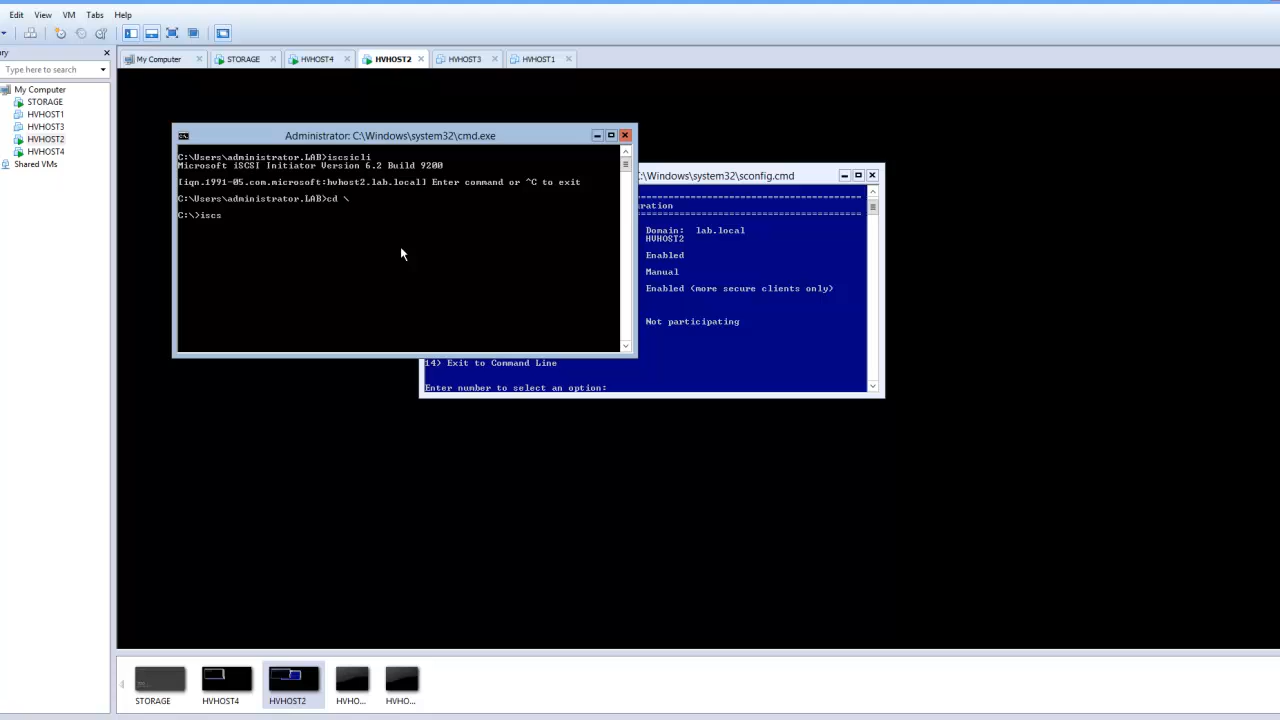 Edit View VM Tabs Help
ry
Type here to search
My Computer
STORAGE
HVHOST1
HVHOST3
HVHOST2
HVHOST4
Shared VMs
My Computer STORAGE HVHOST4 HVHOST2 HVHOST3 HVHOST1
Administrator: C:\Windows\system32\cmd.exe
C:\Users\administrator.LAB>iscsicli
Microsoft iSCSI Initiator Version 6.2 Build 9200
[iqn.1991-05.com.microsoft:hvhost2.lab.local] Enter command or ^C to exit
C:\Users\administrator.LAB>cd \
C:\>iscs
:\Windows\system32\sconfig.cmd
uration
Domain: lab.local
HVHOST2
Enabled
Manual
Enabled (more secure clients only)
Not participating
14) Exit to Command Line
Enter number to select an option:
STORAGE HVHOST4 HVHOST2 HVHO... HVHO...